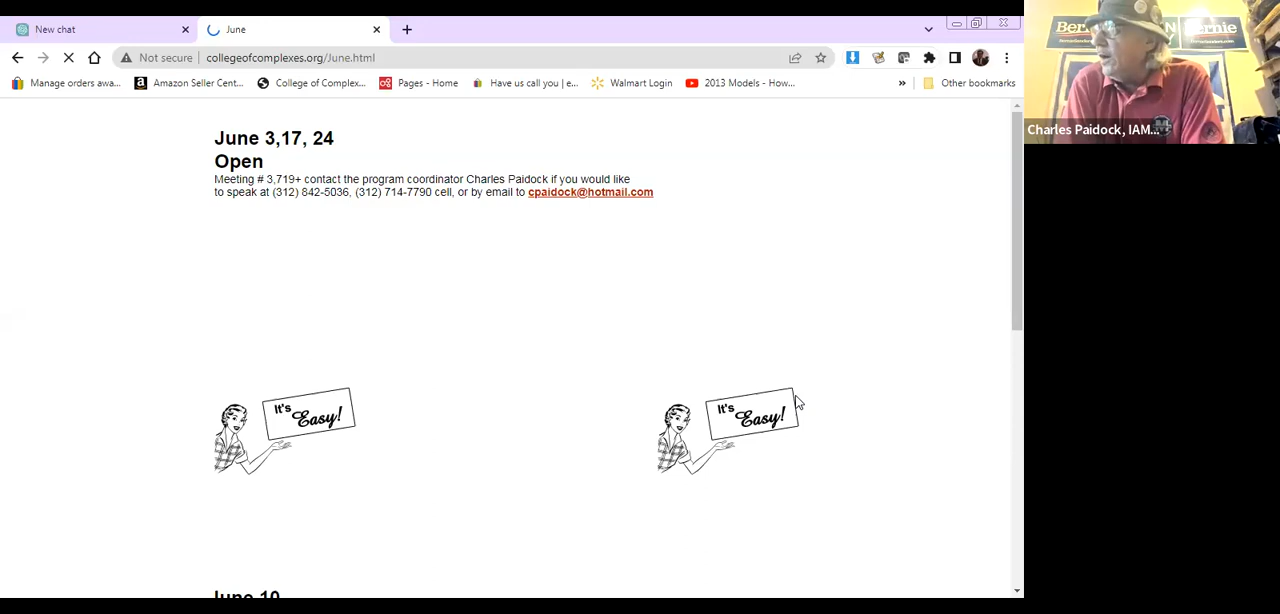 New chat
June
Not secure
collegeofcomplexes.org/June.html
Manage orders awa...
Amazon Seller Cent...
College of Complex...
Pages - Home
Have us call you | e...
Walmart Login
2013 Models - How...
»
Other bookmarks
June 3,17, 24
Open
Meeting # 3,719+ contact the program coordinator Charles Paidock if you would like
to speak at (312) 842-5036, (312) 714-7790 cell, or by email to cpaidock@hotmail.com
It's Easy!
It's Easy!
June 10
Bernie
Charles Paidock, IAM...